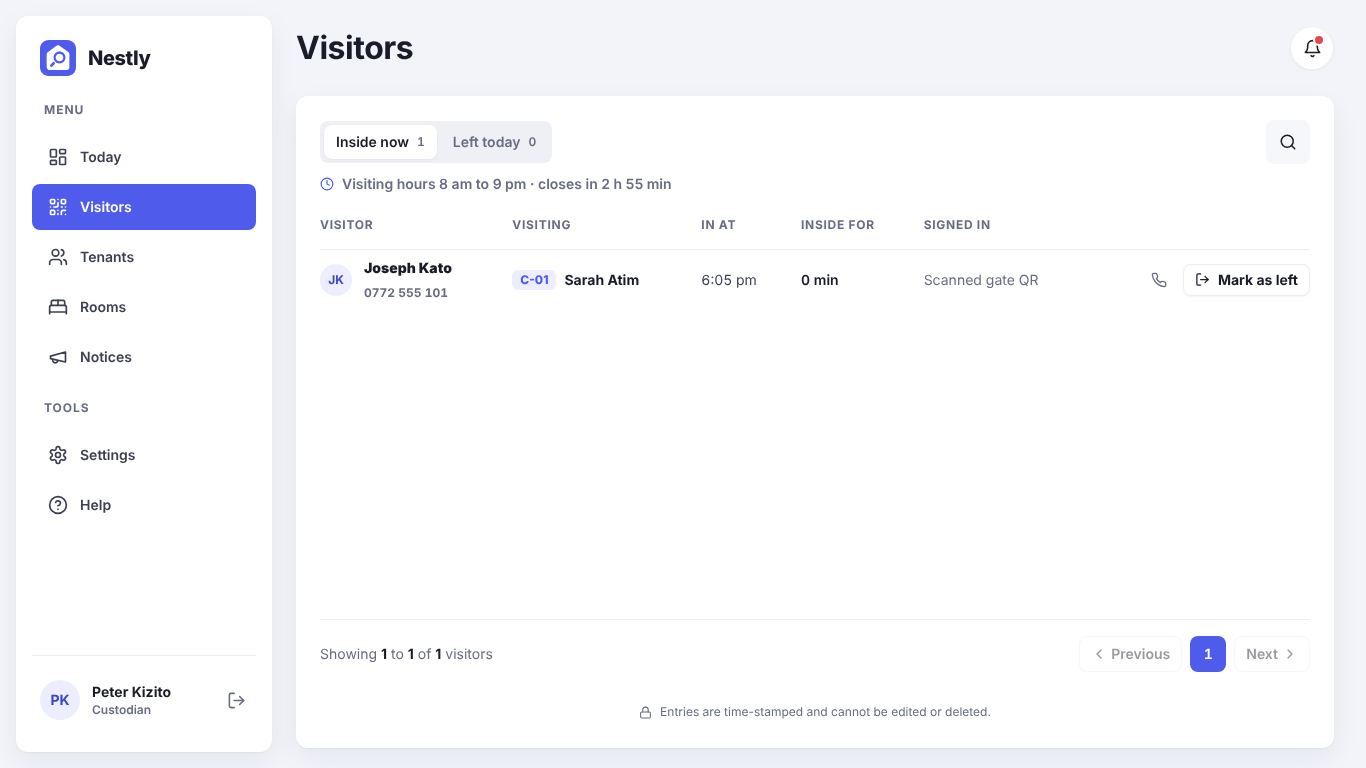 Nestly
MENU
Today
Visitors
Tenants
Rooms
Notices
TOOLS
Settings
Help
PK
Peter Kizito
Custodian
Visitors
Inside now 1 Left today 0
Visiting hours 8 am to 9 pm · closes in 2 h 55 min
VISITOR VISITING IN AT INSIDE FOR SIGNED IN
JK Joseph Kato 0772 555 101 C-01 Sarah Atim 6:05 pm 0 min Scanned gate QR Mark as left
Showing 1 to 1 of 1 visitors
Previous 1 Next
Entries are time-stamped and cannot be edited or deleted.